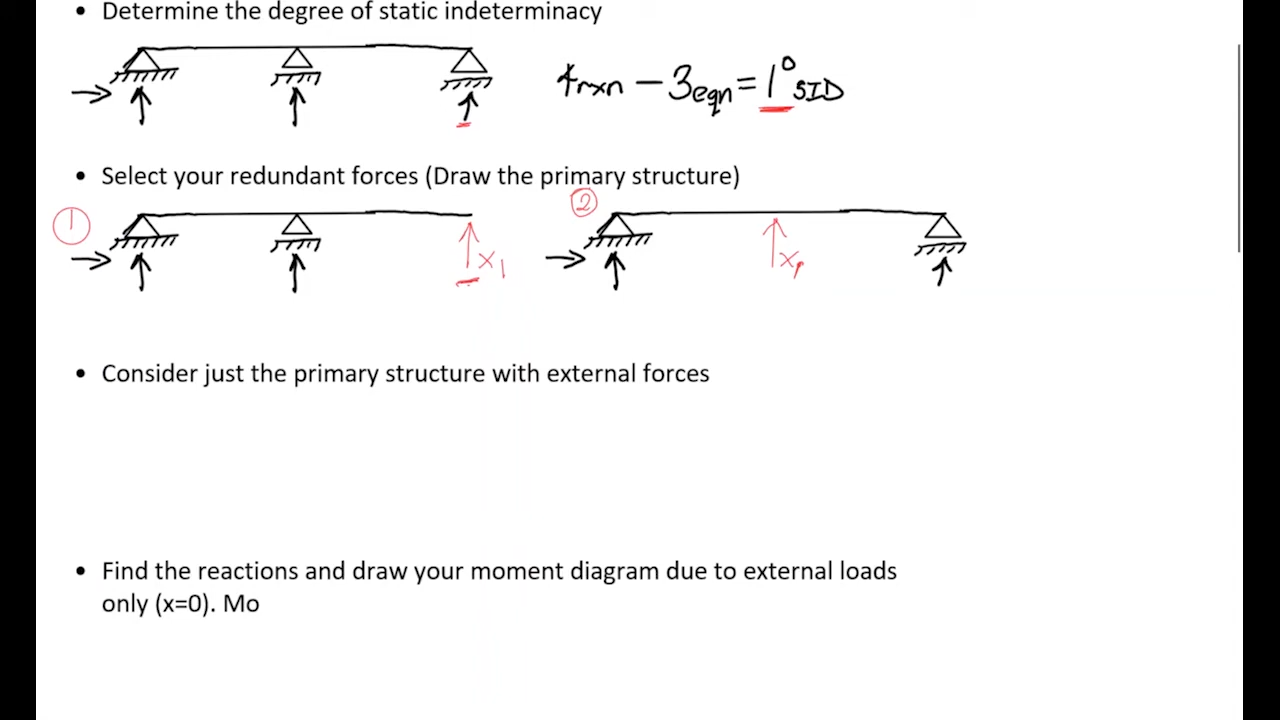 • Determine the degree of static indeterminacy
4rxn – 3eqn = 1° SID
• Select your redundant forces (Draw the primary structure)
1
2
X1
X1
• Consider just the primary structure with external forces
• Find the reactions and draw your moment diagram due to external loads
only (x=0). Mo